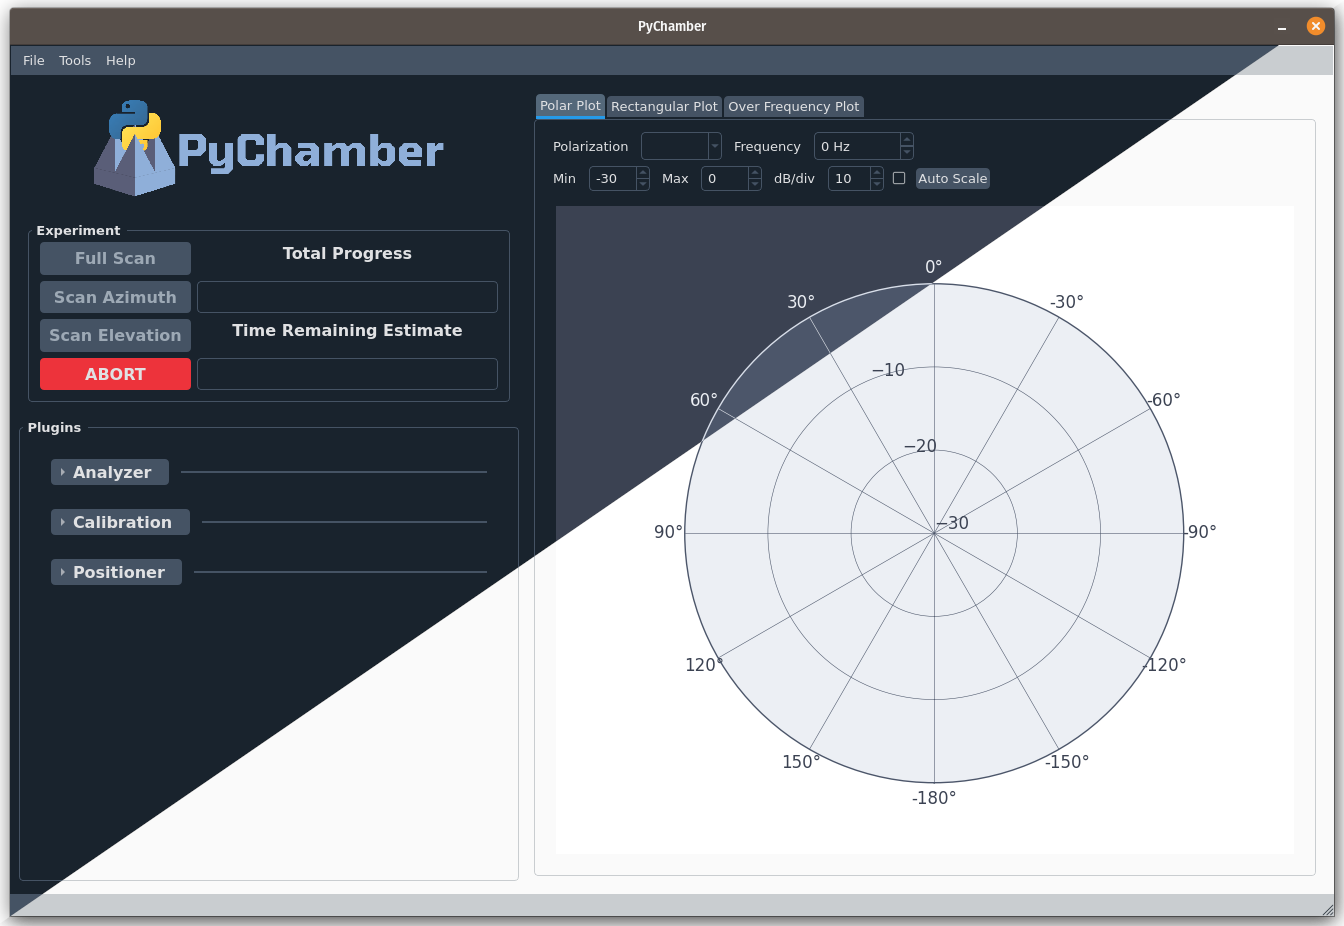 PyChamber
File Tools Help
PyChamber
Polar Plot Rectangular Plot Over Frequency Plot
Polarization Frequency 0 Hz
Min -30 Max 0 dB/div 10 Auto Scale
Experiment
Full Scan Total Progress
Scan Azimuth
Scan Elevation Time Remaining Estimate
ABORT
Plugins
Analyzer
Calibration
Positioner
0°
30° -30°
−10
60° -60°
−20
−30
90° -90°
120° -120°
150° -150°
-180°